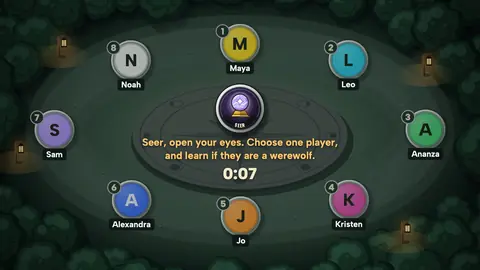 1
M
Maya
2
L
Leo
3
A
Ananza
4
K
Kristen
5
J
Jo
6
A
Alexandra
7
S
Sam
8
N
Noah
SEER
Seer, open your eyes. Choose one player,
and learn if they are a werewolf.
0:07